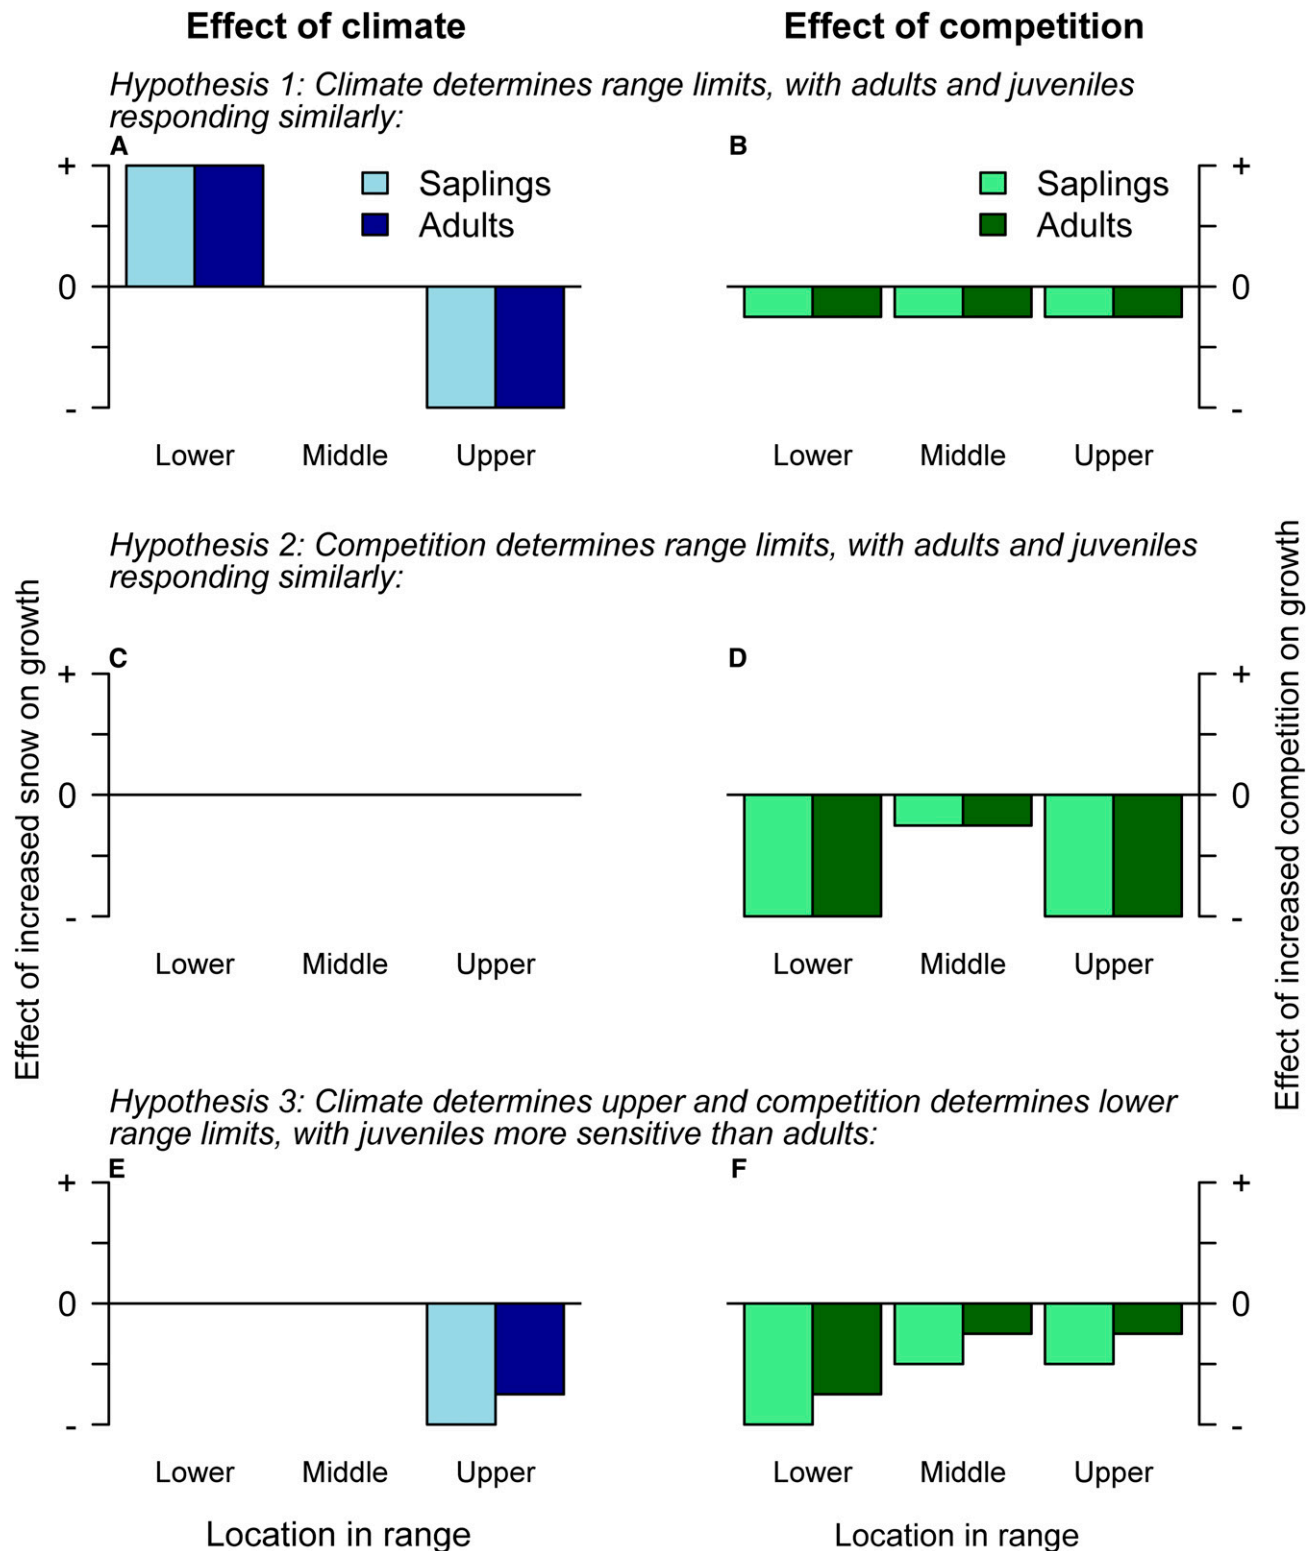 Effect of climate
Effect of competition
Hypothesis 1: Climate determines range limits, with adults and juveniles
responding similarly:
A
B
+
0
-
Saplings
Adults
Lower Middle Upper
Saplings
Adults
+
0
-
Lower Middle Upper
Hypothesis 2: Competition determines range limits, with adults and juveniles
responding similarly:
Effect of increased snow on growth
Effect of increased competition on growth
C
D
+
0
-
Lower Middle Upper
+
0
-
Lower Middle Upper
Hypothesis 3: Climate determines upper and competition determines lower
range limits, with juveniles more sensitive than adults:
E
F
+
0
-
Lower Middle Upper
Location in range
+
0
-
Lower Middle Upper
Location in range